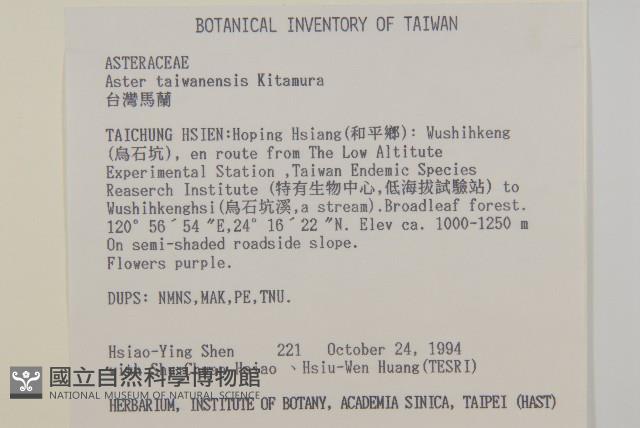 BOTANICAL INVENTORY OF TAIWAN
ASTERACEAE
Aster taiwanensis Kitamura
台灣馬蘭
TAICHUNG HSIEN:Hoping Hsiang(和平鄉): Wushihkeng
(烏石坑), en route from The Low Altitute
Experimental Station ,Taiwan Endemic Species
Reaserch Institute (特有生物中心,低海拔試驗站) to
Wushihkenghsi(烏石坑溪,a stream).Broadleaf forest.
120° 56´54 ″E,24° 16´22 ″N. Elev ca. 1000-1250 m
On semi-shaded roadside slope.
Flowers purple.
DUPS: NMNS,MAK,PE,TNU.
Hsiao-Ying Shen 221 October 24, 1994
with 、Hsiu-Wen Huang(TESRI)
國立自然科學博物館
NATIONAL MUSEUM OF NATURAL SCIENCE
HERBARIUM, INSTITUTE OF BOTANY, ACADEMIA SINICA, TAIPEI (HAST)